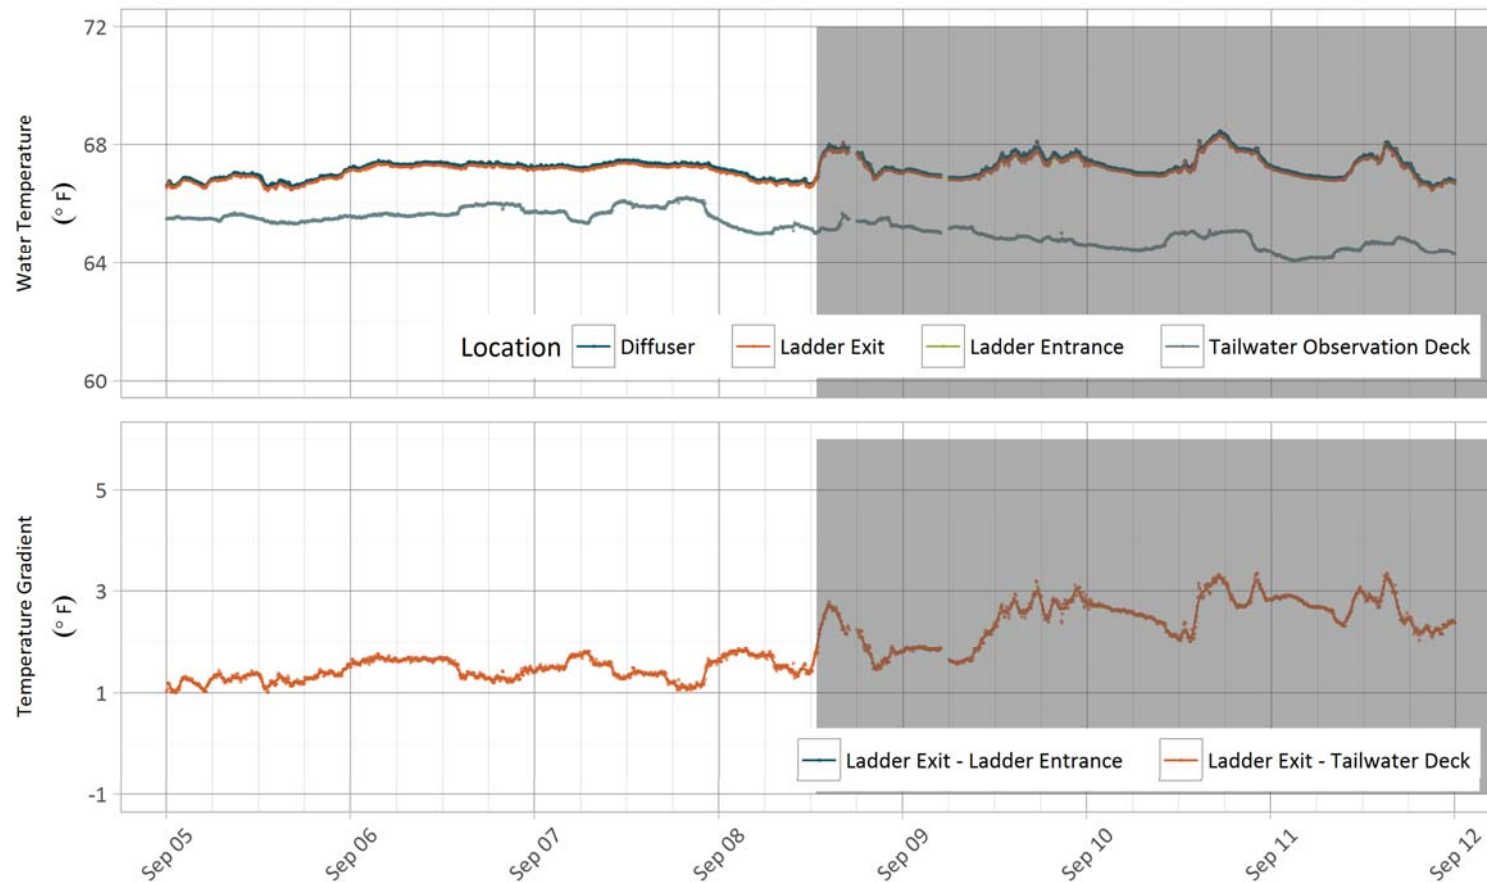 72
68
64
60
Water Temperature
(° F)
Location Diffuser Ladder Exit Ladder Entrance Tailwater Observation Deck
5
3
1
-1
Temperature Gradient
(° F)
Ladder Exit - Ladder Entrance Ladder Exit - Tailwater Deck
Sep 05 Sep 06 Sep 07 Sep 08 Sep 09 Sep 10 Sep 11 Sep 12